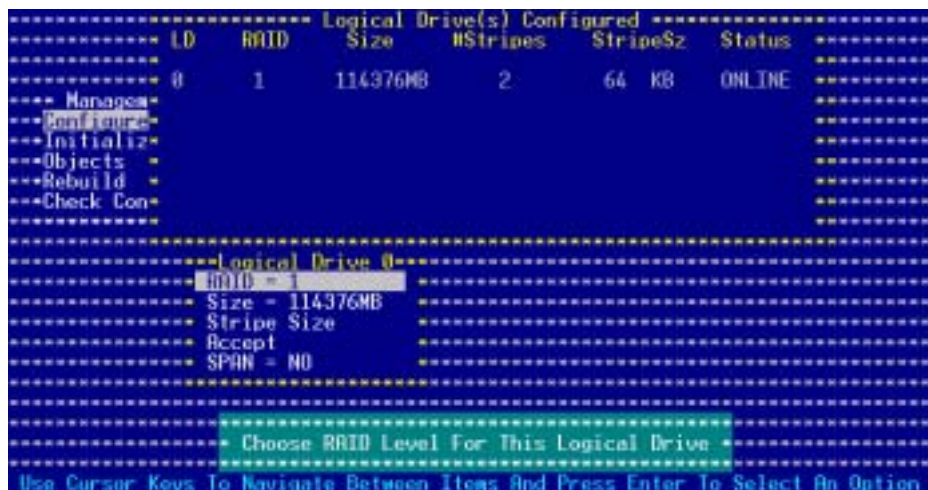 Logical Drive(s) Configured
LD RAID Size #Stripes StripeSz Status
0 1 114376MB 2 64 KB ONLINE
Managem
Configure
Initializ
Objects
Rebuild
Check Con
Logical Drive 0
RAID = 1
Size = 114376MB
Stripe Size
Accept
SPAN = NO
Choose RAID Level For This Logical Drive
Use Cursor Keys To Navigate Between Items And Press Enter To Select An Option